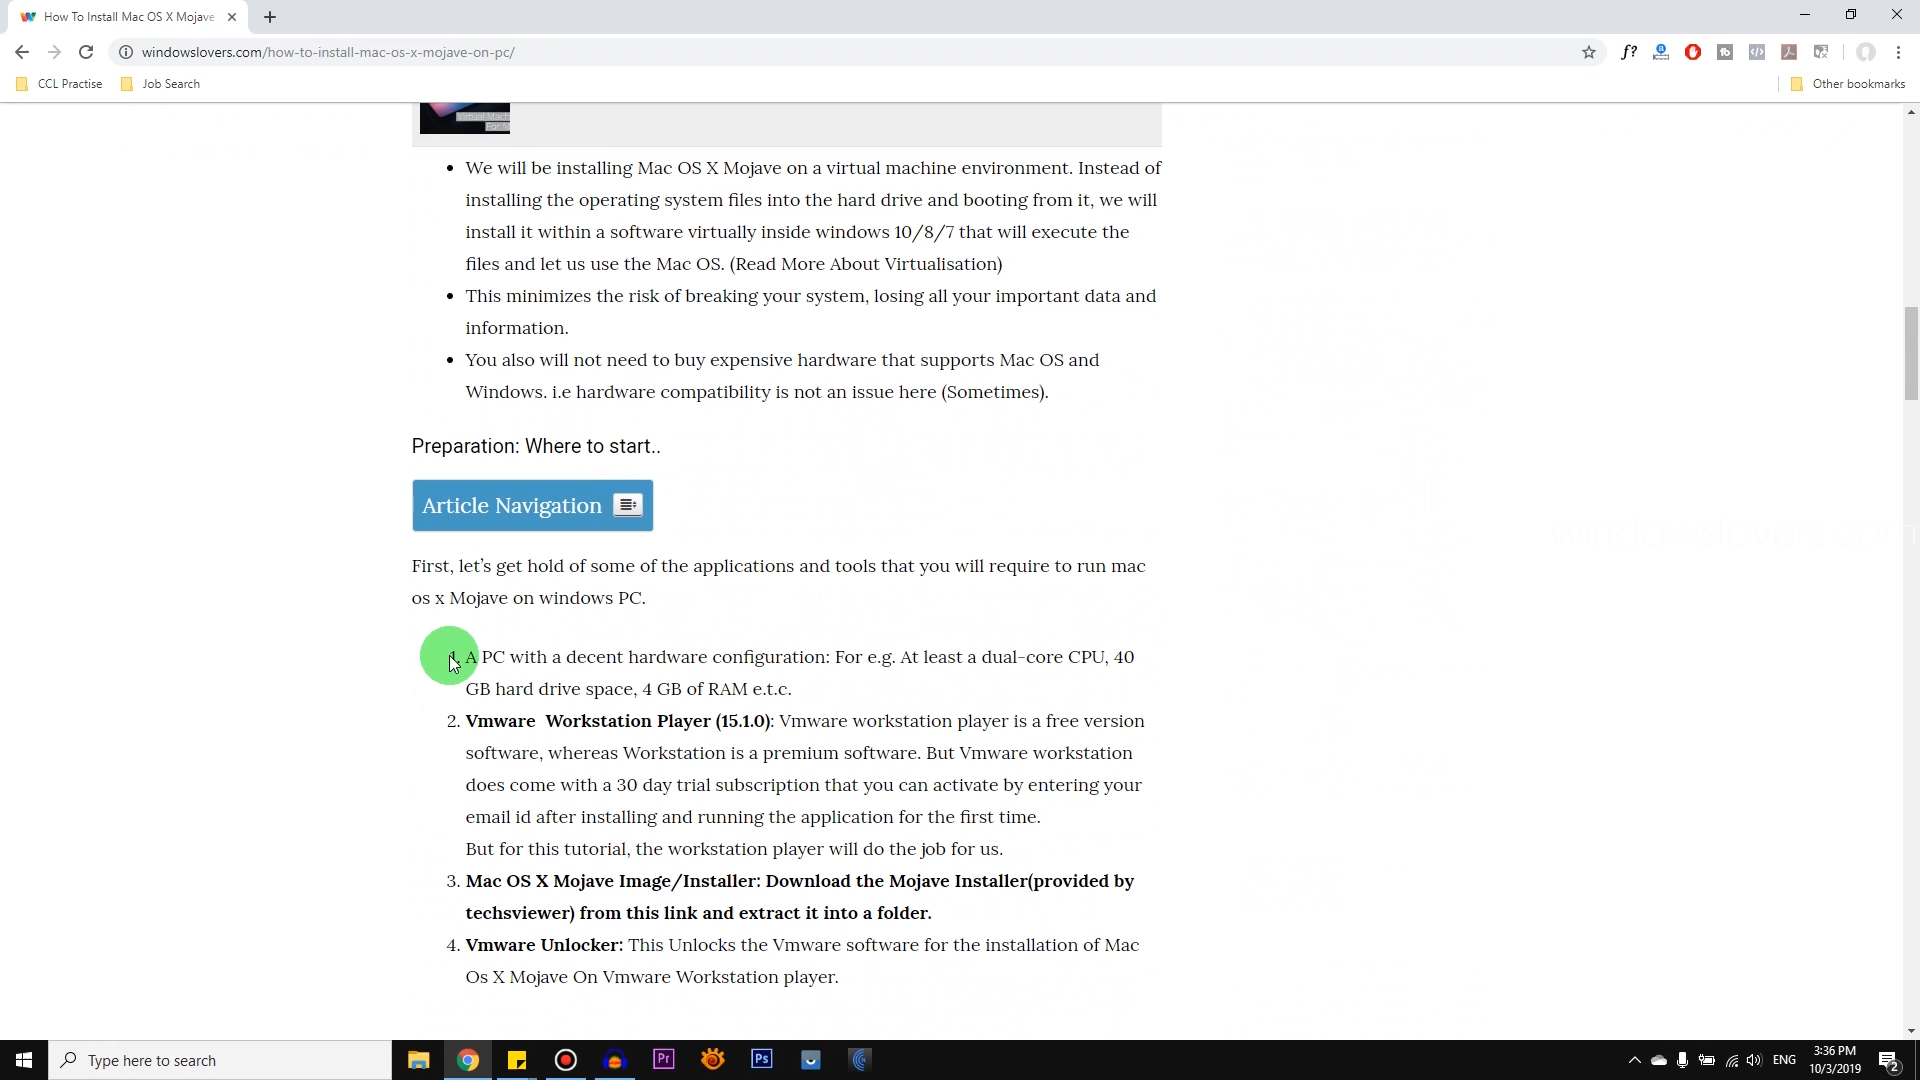 How To Install Mac OS X Mojave
windowslovers.com/how-to-install-mac-os-x-mojave-on-pc/
f?
CCL Practise
Job Search
Other bookmarks
Virtual Mach
For M
We will be installing Mac OS X Mojave on a virtual machine environment. Instead of
installing the operating system files into the hard drive and booting from it, we will
install it within a software virtually inside windows 10/8/7 that will execute the
files and let us use the Mac OS. (Read More About Virtualisation)
This minimizes the risk of breaking your system, losing all your important data and
information.
You also will not need to buy expensive hardware that supports Mac OS and
Windows. i.e hardware compatibility is not an issue here (Sometimes).
Preparation: Where to start..
Article Navigation
windowslovers.com
First, let's get hold of some of the applications and tools that you will require to run mac
os x Mojave on windows PC.
1. A PC with a decent hardware configuration: For e.g. At least a dual-core CPU, 40
GB hard drive space, 4 GB of RAM e.t.c.
2. Vmware Workstation Player (15.1.0): Vmware workstation player is a free version
software, whereas Workstation is a premium software. But Vmware workstation
does come with a 30 day trial subscription that you can activate by entering your
email id after installing and running the application for the first time.
But for this tutorial, the workstation player will do the job for us.
3. Mac OS X Mojave Image/Installer: Download the Mojave Installer(provided by
techsviewer) from this link and extract it into a folder.
4. Vmware Unlocker: This Unlocks the Vmware software for the installation of Mac
Os X Mojave On Vmware Workstation player.
Type here to search
Pr
Ps
ENG
3:36 PM
10/3/2019
2